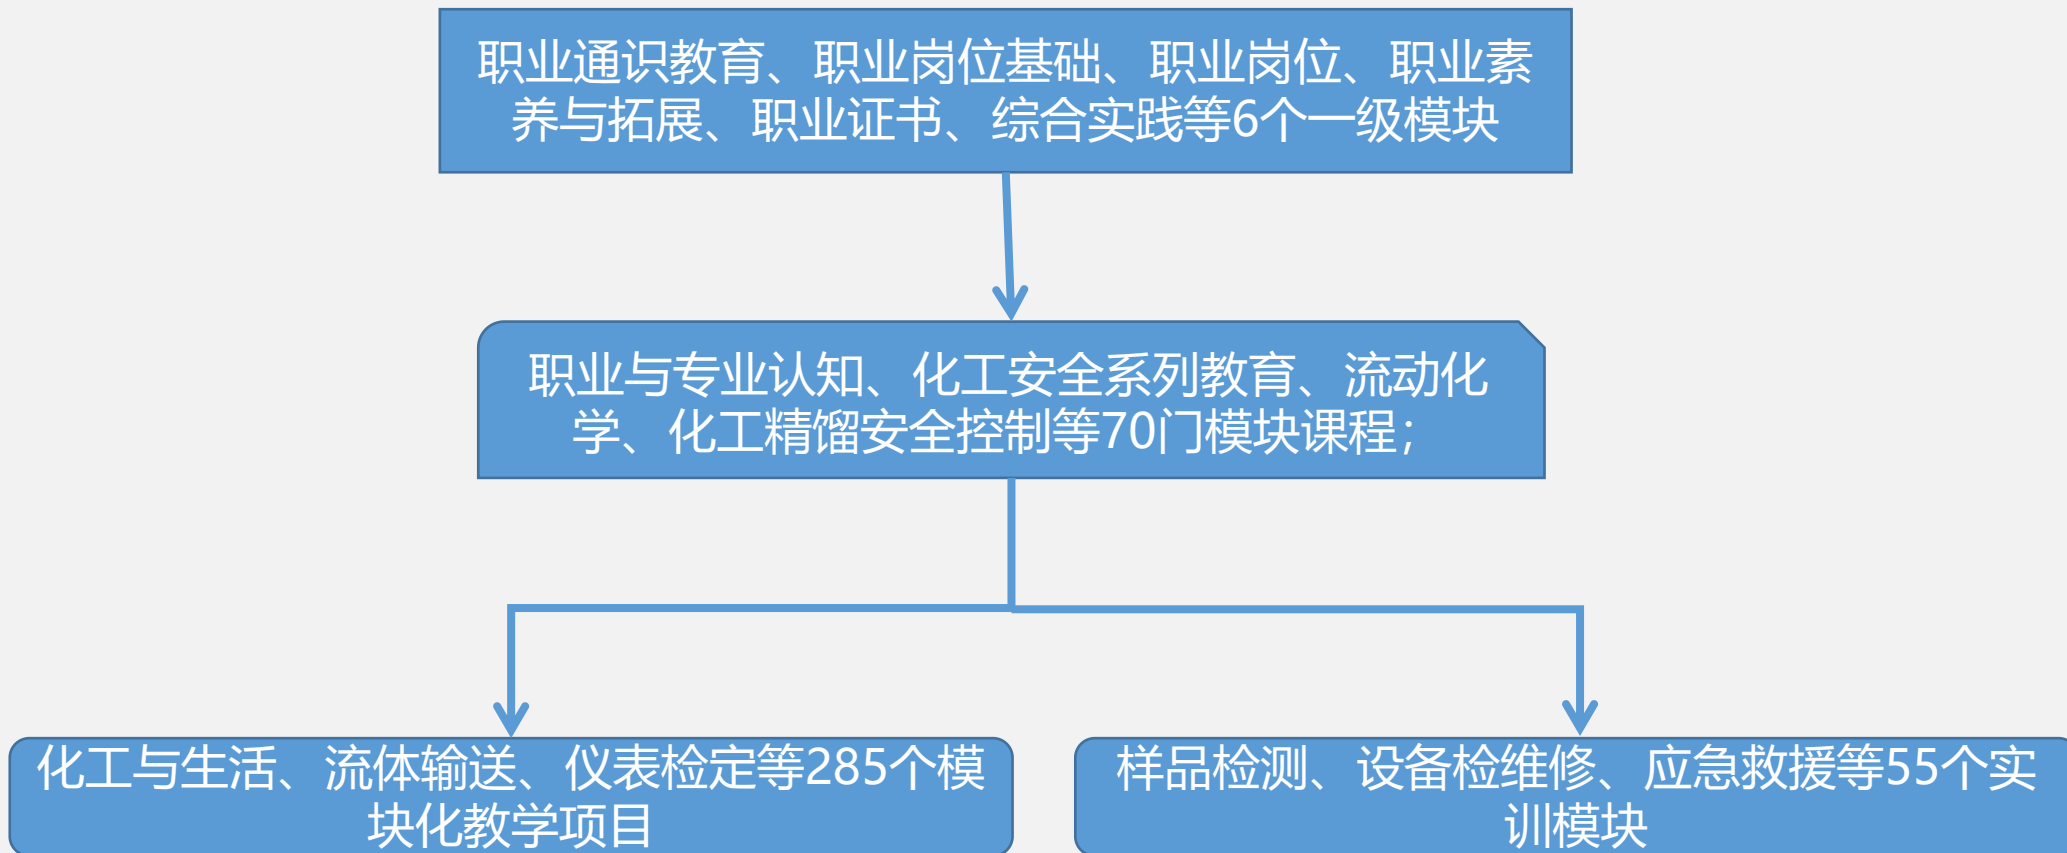 职业通识教育、职业岗位基础、职业岗位、职业素
养与拓展、职业证书、综合实践等6个一级模块
职业与专业认知、化工安全系列教育、流动化
学、化工精馏安全控制等70门模块课程；
化工与生活、流体输送、仪表检定等285个模
块化教学项目
样品检测、设备检维修、应急救援等55个实
训模块